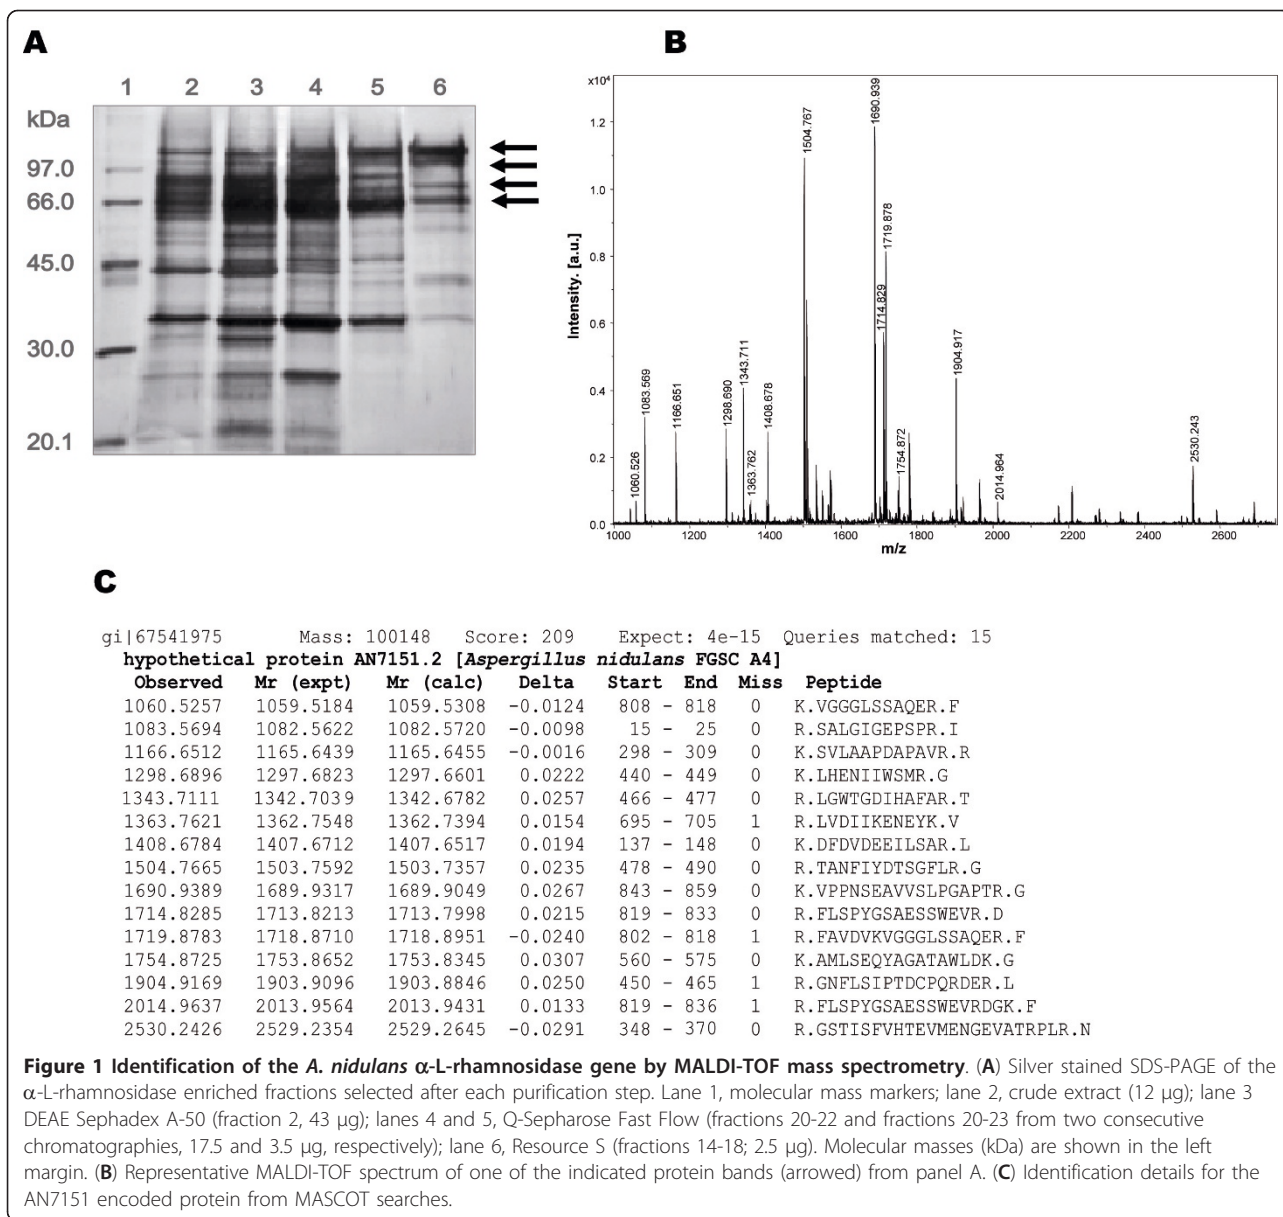 A
1 2 3 4 5 6
kDa
97.0
66.0
45.0
30.0
20.1
B
x10⁴
1.2
1.0
0.8
0.6
0.4
0.2
0.0
Intensity. [a.u.]
1060.526
1083.569
1166.651
1298.690
1343.711
1363.762
1408.678
1504.767
1690.939
1714.829
1719.878
1754.872
1904.917
2014.964
2530.243
1000 1200 1400 1600 1800 2000 2200 2400 2600
m/z
C
gi|67541975 Mass: 100148 Score: 209 Expect: 4e-15 Queries matched: 15
hypothetical protein AN7151.2 [Aspergillus nidulans FGSC A4]
Observed Mr (expt) Mr (calc) Delta Start End Miss Peptide
1060.5257 1059.5184 1059.5308 -0.0124 808 - 818 0 K.VGGGLSSAQER.F
1083.5694 1082.5622 1082.5720 -0.0098 15 - 25 0 R.SALGIGEPSPR.I
1166.6512 1165.6439 1165.6455 -0.0016 298 - 309 0 K.SVLAAPDAPAVR.R
1298.6896 1297.6823 1297.6601 0.0222 440 - 449 0 K.LHENIIWSMR.G
1343.7111 1342.7039 1342.6782 0.0257 466 - 477 0 R.LGWTGDIHAFAR.T
1363.7621 1362.7548 1362.7394 0.0154 695 - 705 1 R.LVDIIKENEYK.V
1408.6784 1407.6712 1407.6517 0.0194 137 - 148 0 K.DFDVDEEILSAR.L
1504.7665 1503.7592 1503.7357 0.0235 478 - 490 0 R.TANFIYDTSGFLR.G
1690.9389 1689.9317 1689.9049 0.0267 843 - 859 0 K.VPPNSEAVVSLPGAPTR.G
1714.8285 1713.8213 1713.7998 0.0215 819 - 833 0 R.FLSPYGSAESSWEVR.D
1719.8783 1718.8710 1718.8951 -0.0240 802 - 818 1 R.FAVDVKVGGGLSSAQER.F
1754.8725 1753.8652 1753.8345 0.0307 560 - 575 0 K.AMLSEQYAGATAWLDK.G
1904.9169 1903.9096 1903.8846 0.0250 450 - 465 1 R.GNFLSIPTDCPQRDER.L
2014.9637 2013.9564 2013.9431 0.0133 819 - 836 1 R.FLSPYGSAESSWEVRDGK.F
2530.2426 2529.2354 2529.2645 -0.0291 348 - 370 0 R.GSTISFVHTEVMENGEVATRPLR.N
Figure 1 Identification of the A. nidulans α-L-rhamnosidase gene by MALDI-TOF mass spectrometry. (A) Silver stained SDS-PAGE of the
α-L-rhamnosidase enriched fractions selected after each purification step. Lane 1, molecular mass markers; lane 2, crude extract (12 μg); lane 3
DEAE Sephadex A-50 (fraction 2, 43 μg); lanes 4 and 5, Q-Sepharose Fast Flow (fractions 20-22 and fractions 20-23 from two consecutive
chromatographies, 17.5 and 3.5 μg, respectively); lane 6, Resource S (fractions 14-18; 2.5 μg). Molecular masses (kDa) are shown in the left
margin. (B) Representative MALDI-TOF spectrum of one of the indicated protein bands (arrowed) from panel A. (C) Identification details for the
AN7151 encoded protein from MASCOT searches.